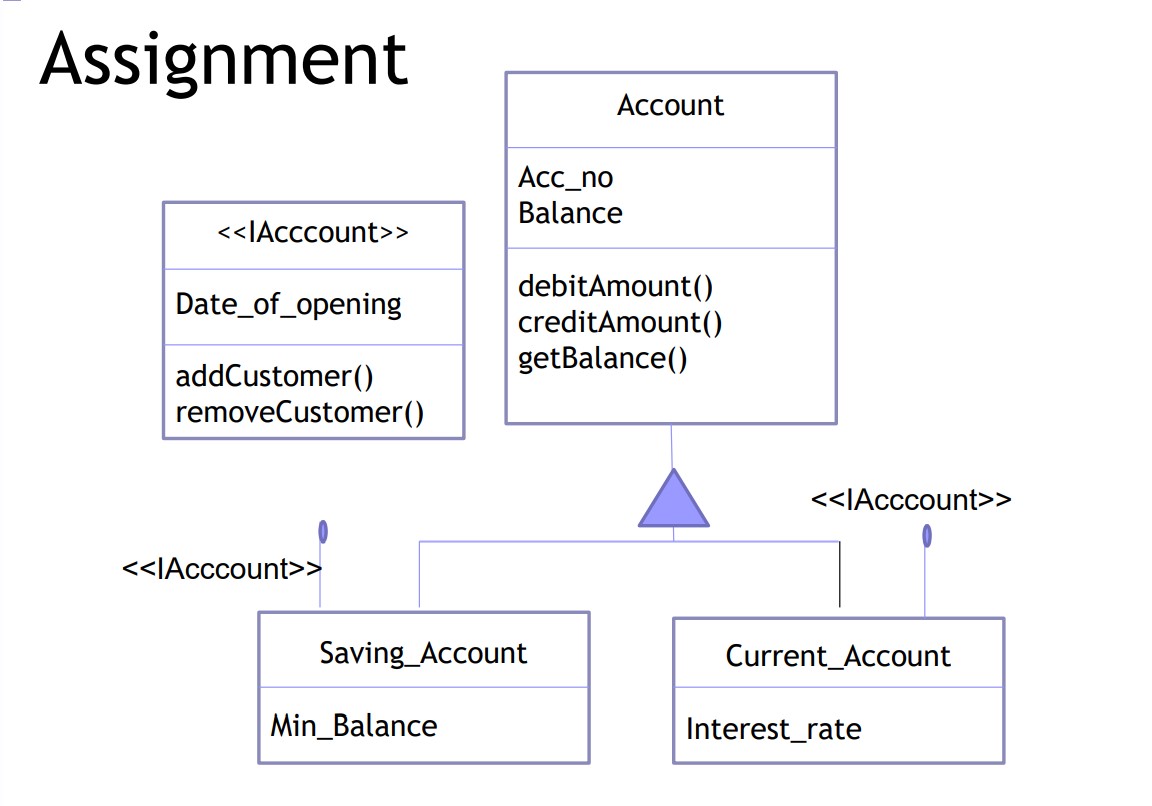 Assignment
Account
Acc_no
Balance
debitAmount()
creditAmount()
getBalance()
<<IAcccount>>
Date_of_opening
addCustomer()
removeCustomer()
<<IAcccount>>
<<IAcccount>>
Saving_Account
Min_Balance
Current_Account
Interest_rate